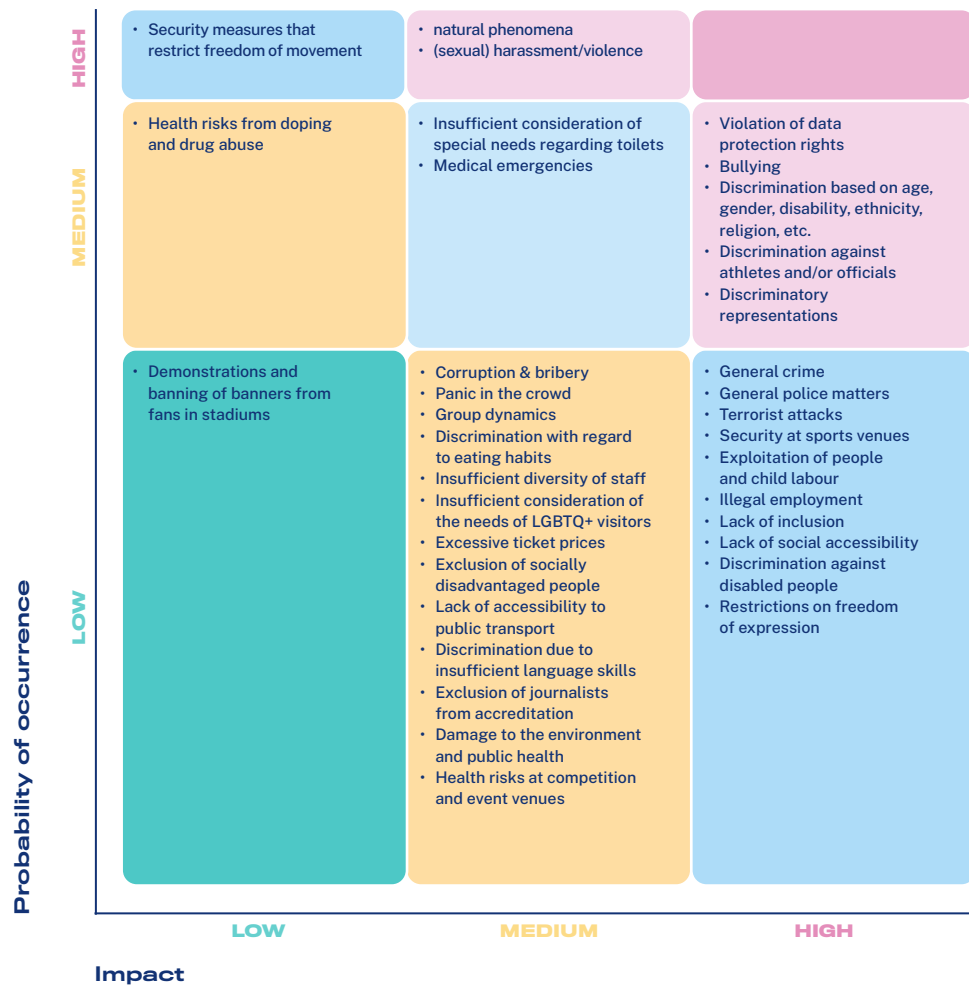 HIGH
• Security measures that
restrict freedom of movement
• natural phenomena
• (sexual) harassment/violence
MEDIUM
• Health risks from doping
and drug abuse
• Insufficient consideration of
special needs regarding toilets
• Medical emergencies
• Violation of data
protection rights
• Bullying
• Discrimination based on age,
gender, disability, ethnicity,
religion, etc.
• Discrimination against
athletes and/or officials
• Discriminatory
representations
LOW
• Demonstrations and
banning of banners from
fans in stadiums
• Corruption & bribery
• Panic in the crowd
• Group dynamics
• Discrimination with regard
to eating habits
• Insufficient diversity of staff
• Insufficient consideration of
the needs of LGBTQ+ visitors
• Excessive ticket prices
• Exclusion of socially
disadvantaged people
• Lack of accessibility to
public transport
• Discrimination due to
insufficient language skills
• Exclusion of journalists
from accreditation
• Damage to the environment
and public health
• Health risks at competition
and event venues
• General crime
• General police matters
• Terrorist attacks
• Security at sports venues
• Exploitation of people
and child labour
• Illegal employment
• Lack of inclusion
• Lack of social accessibility
• Discrimination against
disabled people
• Restrictions on freedom
of expression
Probability of occurrence
LOW
MEDIUM
HIGH
Impact